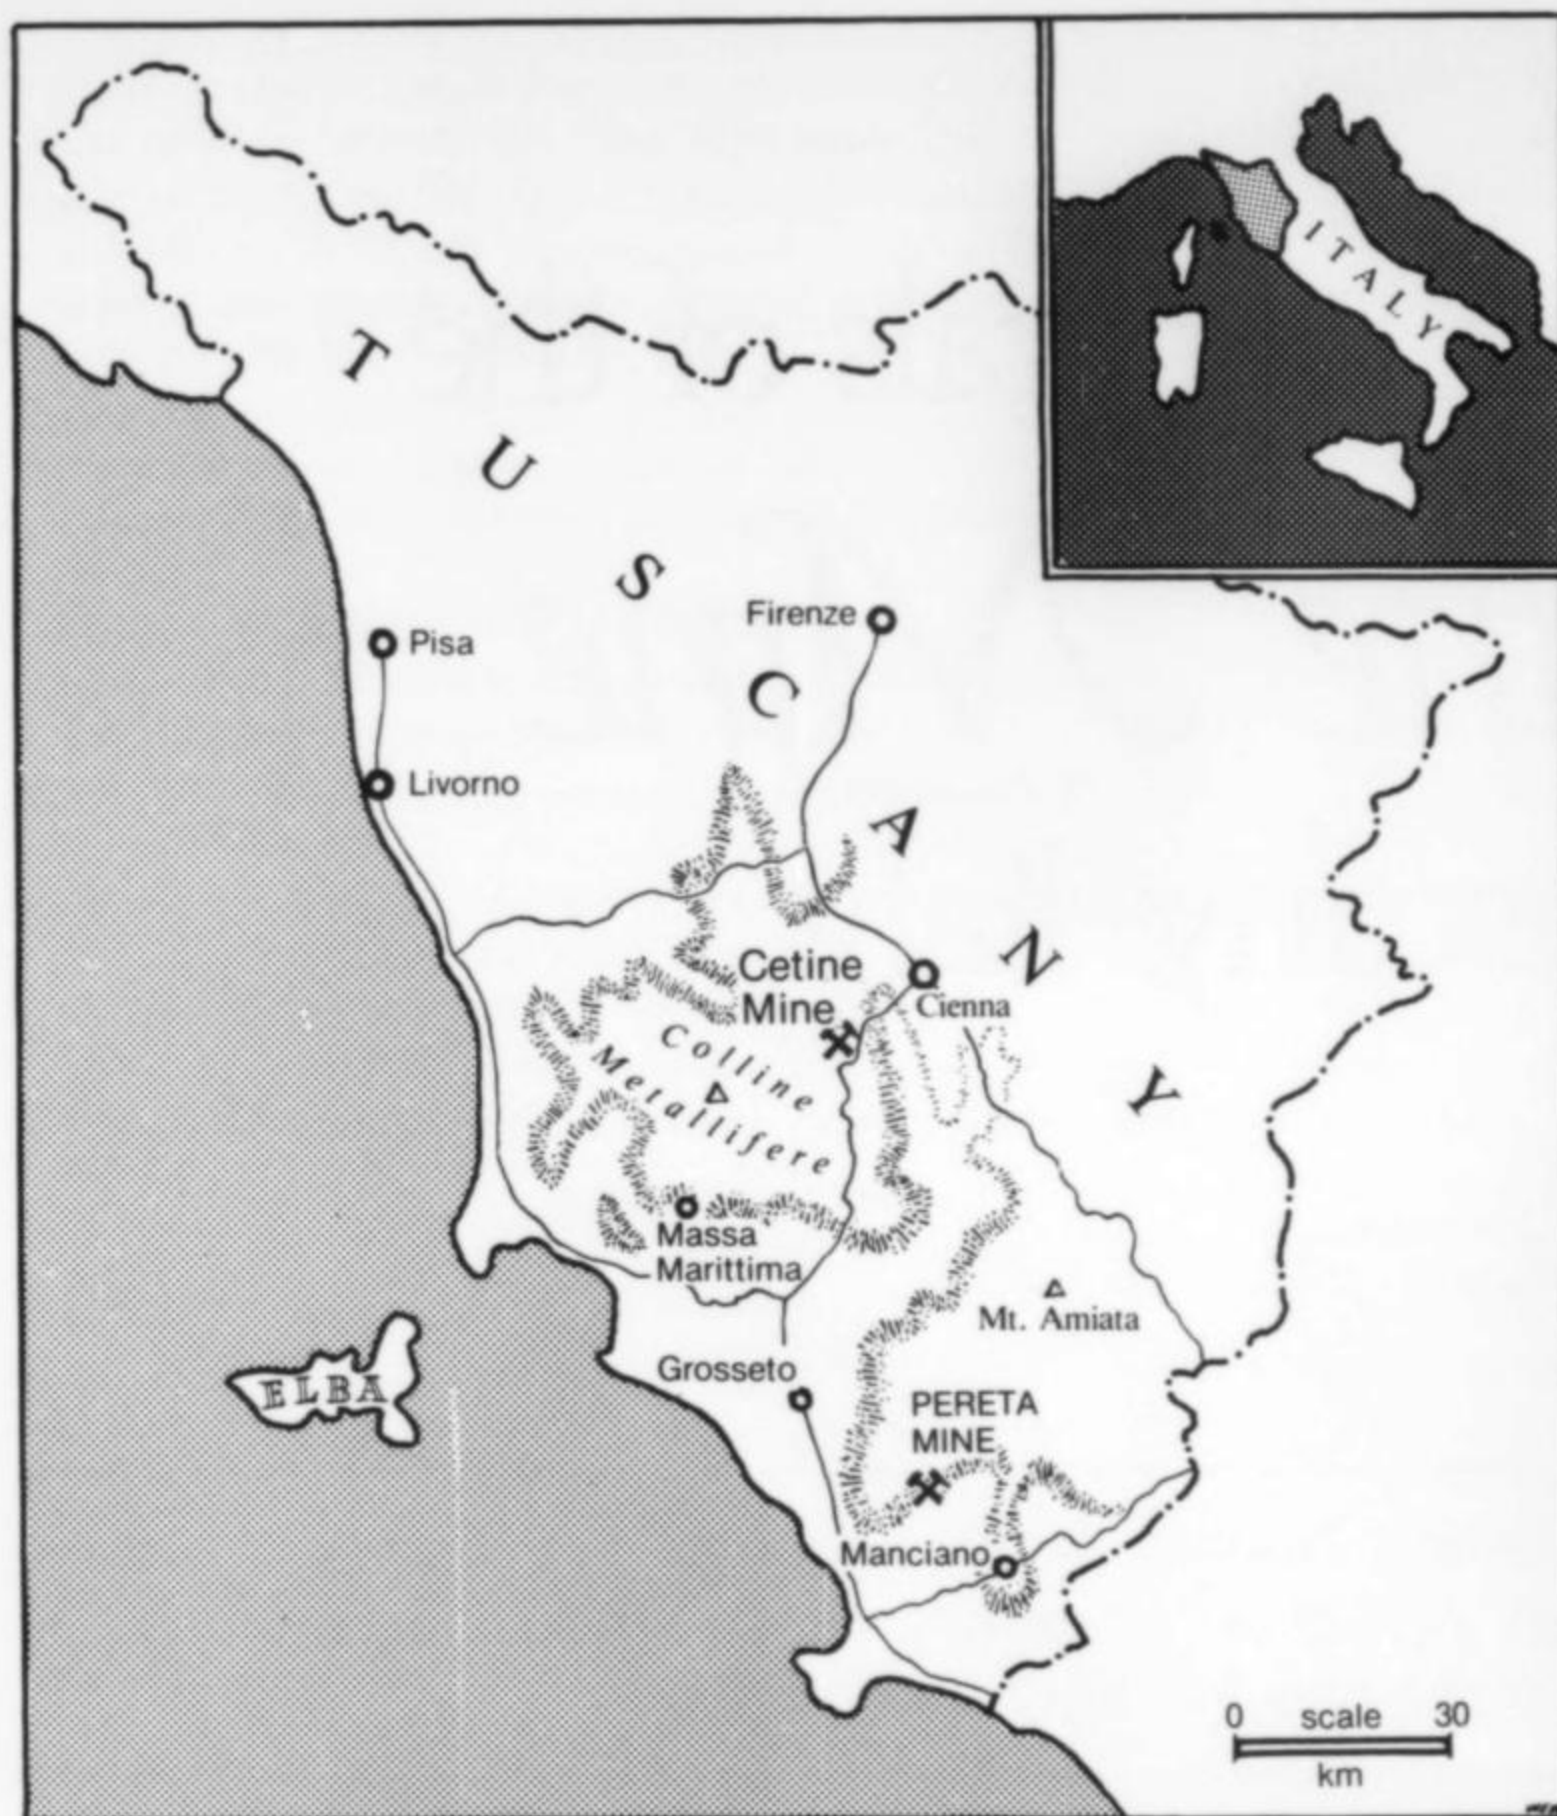 TUSCANY
ITALY
Firenze
Pisa
Livorno
Cetine
Mine
Cienna
Colline
Metallifere
Massa
Marittima
Mt. Amiata
ELBA
Grosseto
PERETA
MINE
Manciano
0 scale 30
km